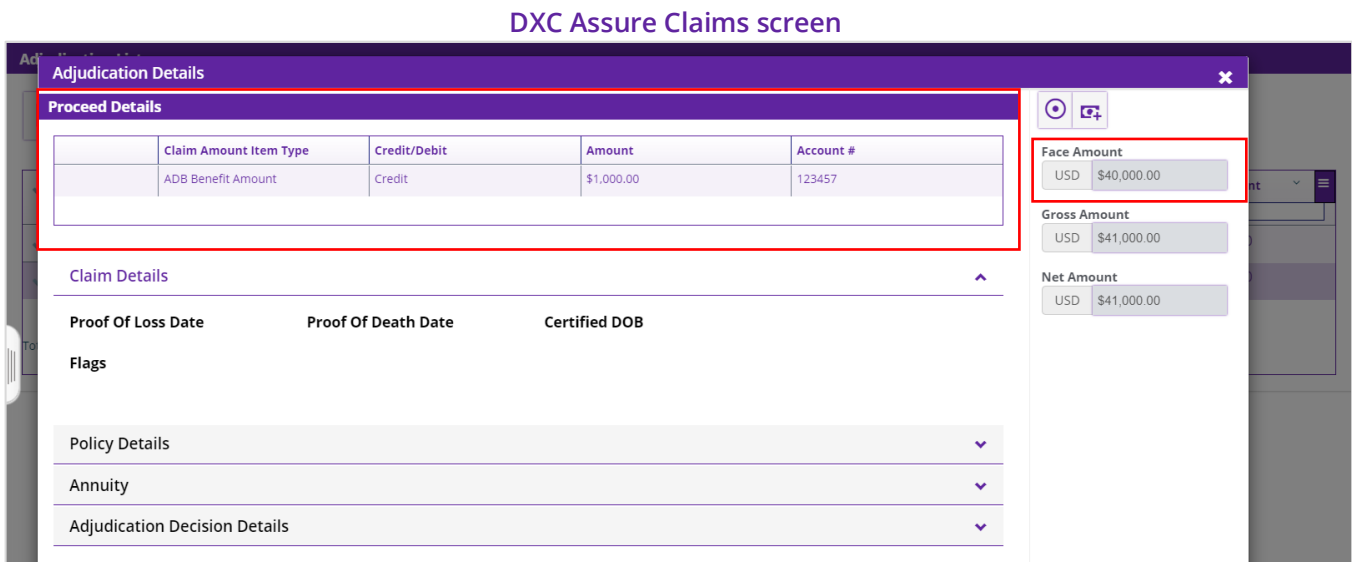 DXC Assure Claims screen
Adjudication Details
Proceed Details
Claim Amount Item Type Credit/Debit Amount Account #
ADB Benefit Amount Credit $1,000.00 123457
Face Amount
USD $40,000.00
Gross Amount
USD $41,000.00
Net Amount
USD $41,000.00
Claim Details
Proof Of Loss Date Proof Of Death Date Certified DOB
Flags
Policy Details
Annuity
Adjudication Decision Details